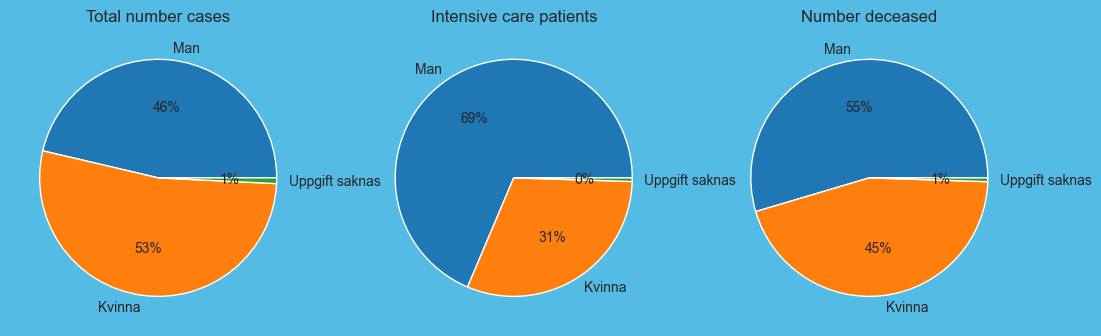 Total number cases
Man
46%
1%
Uppgift saknas
53%
Kvinna
Intensive care patients
Man
69%
0%
Uppgift saknas
31%
Kvinna
Number deceased
Man
55%
1%
Uppgift saknas
45%
Kvinna